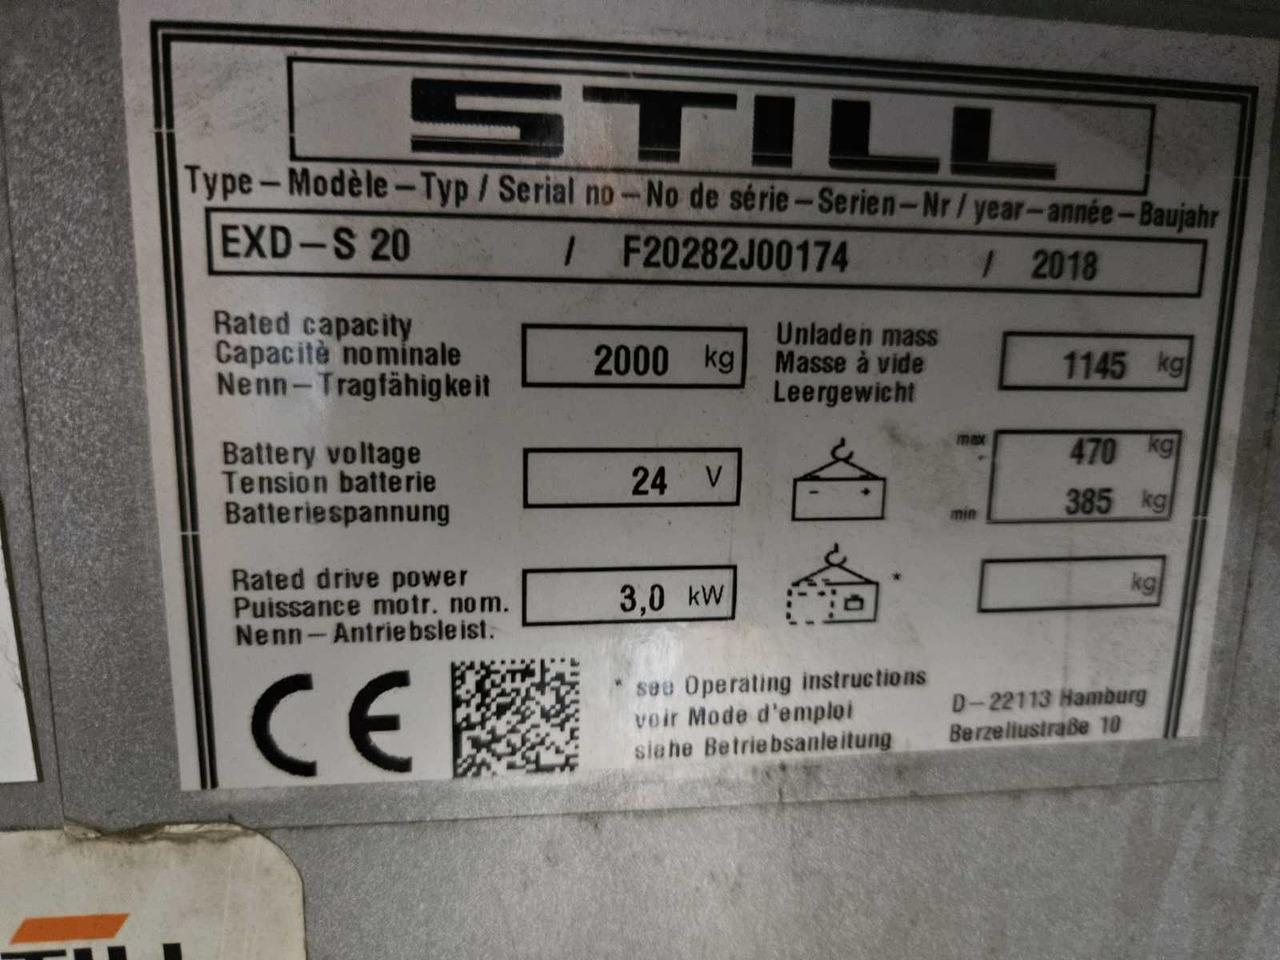 STILL
Type – Modèle – Typ / Serial no – No de série – Serien – Nr / year – année – Baujahr
EXD – S 20 / F20282J00174 / 2018
Rated capacity
Capacitè nominale
Nenn – Tragfähigkeit
2000 kg
Unladen mass
Masse à vide
Leergewicht
1145 kg
Battery voltage
Tension batterie
Batteriespannung
24 V
- +
max 470 kg
min 385 kg
Rated drive power
Puissance motr. nom.
Nenn – Antriebsleist.
3,0 kW
* kg
CE
* see Operating instructions
voir Mode d'emploi
siehe Betriebsanleitung
D – 22113 Hamburg
Berzeliustraße 10
STILL